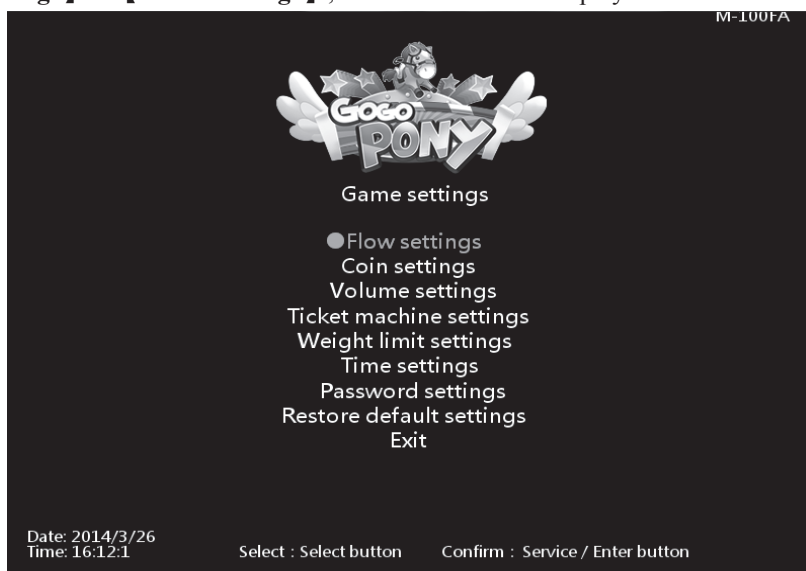 M-100FA
GOGO
PONY
Game settings
●Flow settings
Coin settings
Volume settings
Ticket machine settings
Weight limit settings
Time settings
Password settings
Restore default settings
Exit
Date: 2014/3/26
Time: 16:12:1
Select : Select button Confirm : Service / Enter button